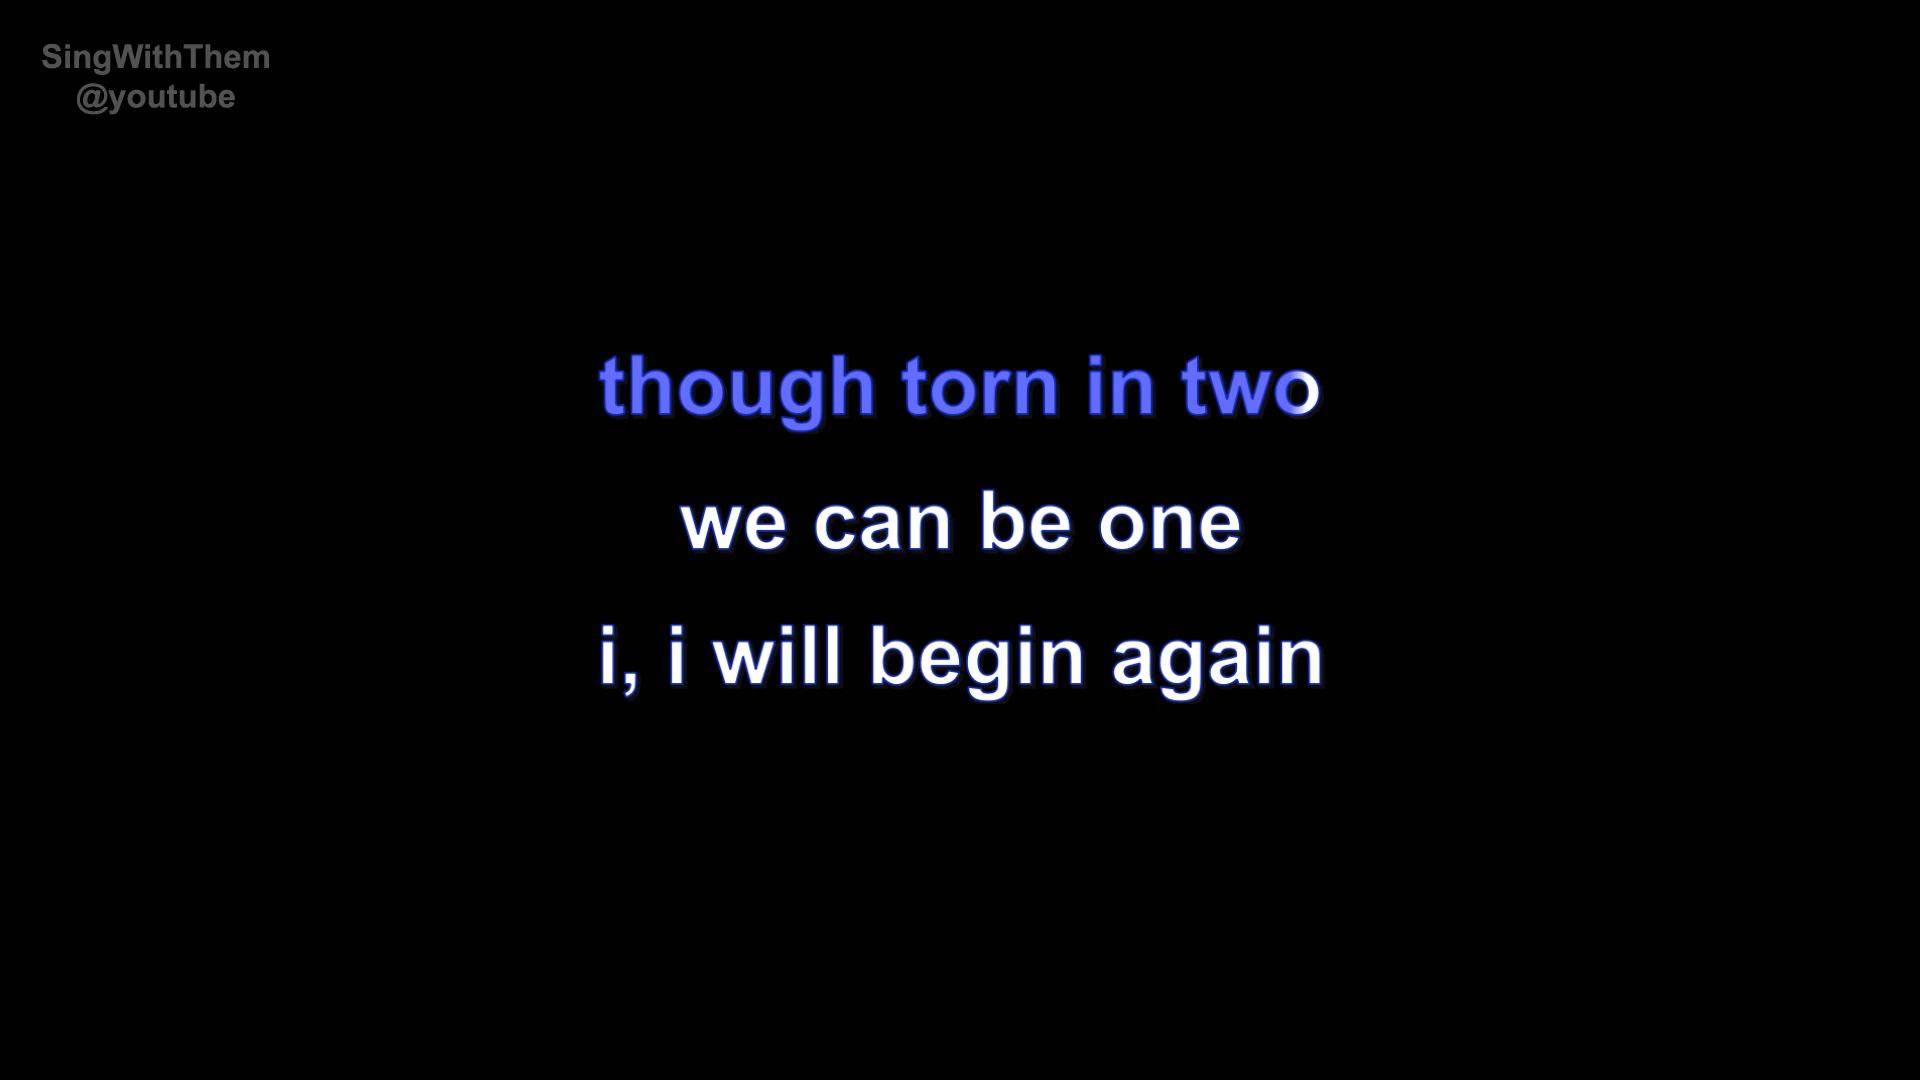 SingWithThem
@youtube
though torn in two
we can be one
i, i will begin again